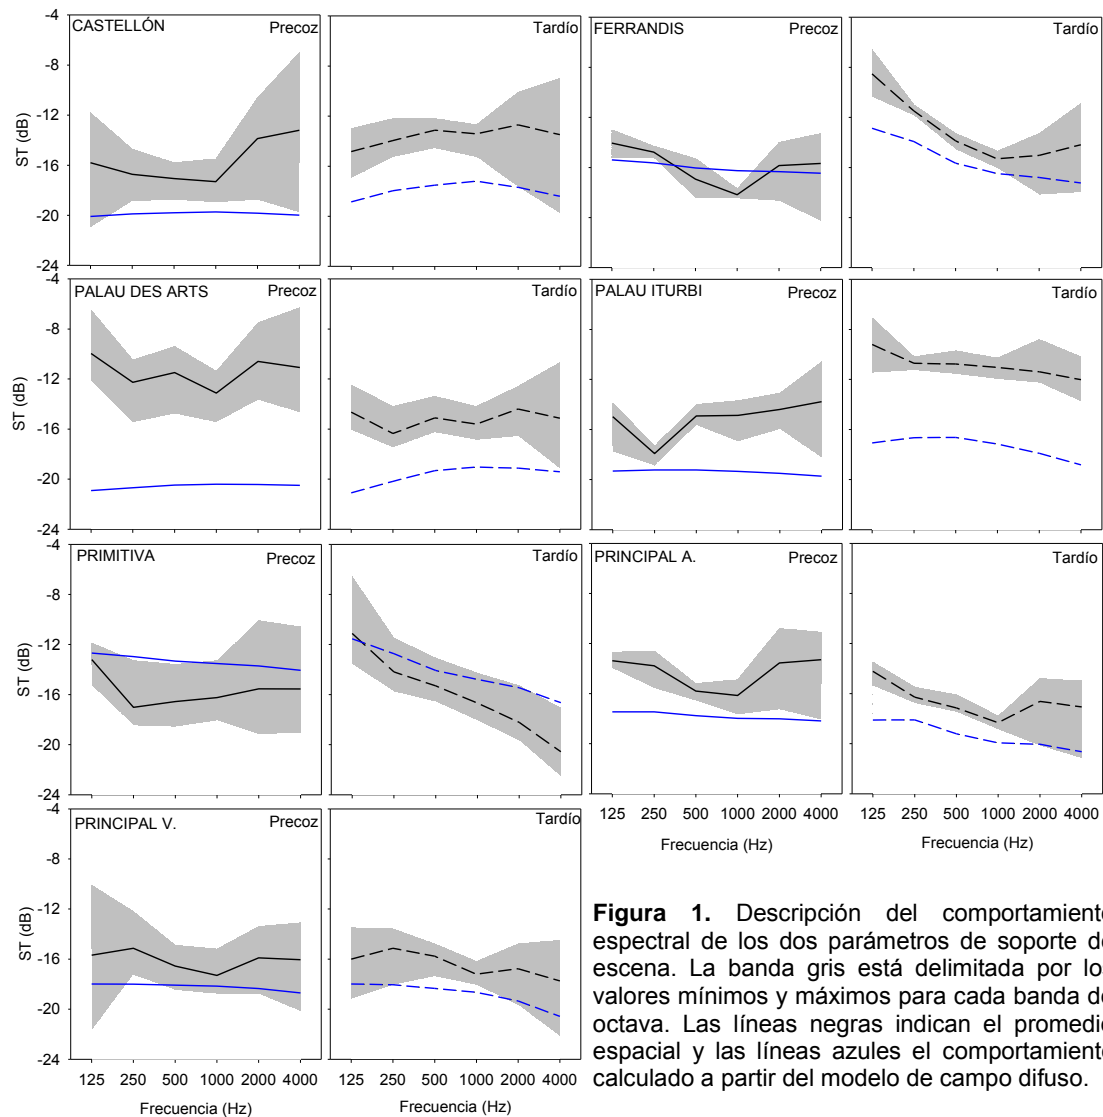 -4
CASTELLÓN
Precoz
-8
-12
-16
-20
-24
ST (dB)
Tardío
FERRANDIS
Precoz
Tardío
-4
PALAU DES ARTS
Precoz
-8
-12
-16
-20
-24
ST (dB)
Tardío
PALAU ITURBI
Precoz
Tardío
PRIMITIVA
Precoz
-4
-8
-12
-16
-20
-24
ST (dB)
Tardío
PRINCIPAL A.
Precoz
Tardío
125 250 500 1000 2000 4000
125 250 500 1000 2000 4000
Frecuencia (Hz)
Frecuencia (Hz)
-4
PRINCIPAL V.
Precoz
-8
-12
-16
-20
-24
ST (dB)
Tardío
125 250 500 1000 2000 4000
125 250 500 1000 2000 4000
Frecuencia (Hz)
Frecuencia (Hz)
Figura 1. Descripción del comportamiento
espectral de los dos parámetros de soporte de
escena. La banda gris está delimitada por los
valores mínimos y máximos para cada banda de
octava. Las líneas negras indican el promedio
espacial y las líneas azules el comportamiento
calculado a partir del modelo de campo difuso.